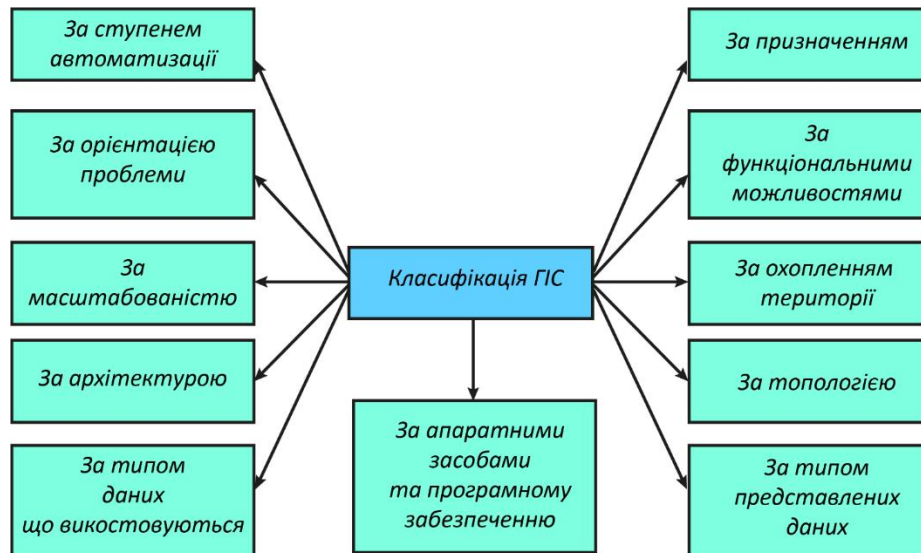 За ступенем
автоматизації
За орієнтацією
проблеми
За
масштабованістю
За архітектурою
За типом
даних
що викостовуються
Класифікація ГІС
За апаратними
засобами
та програмному
забезпеченню
За призначенням
За
функціональними
можливостями
За охопленням
території
За топологією
За типом
представлених
даних